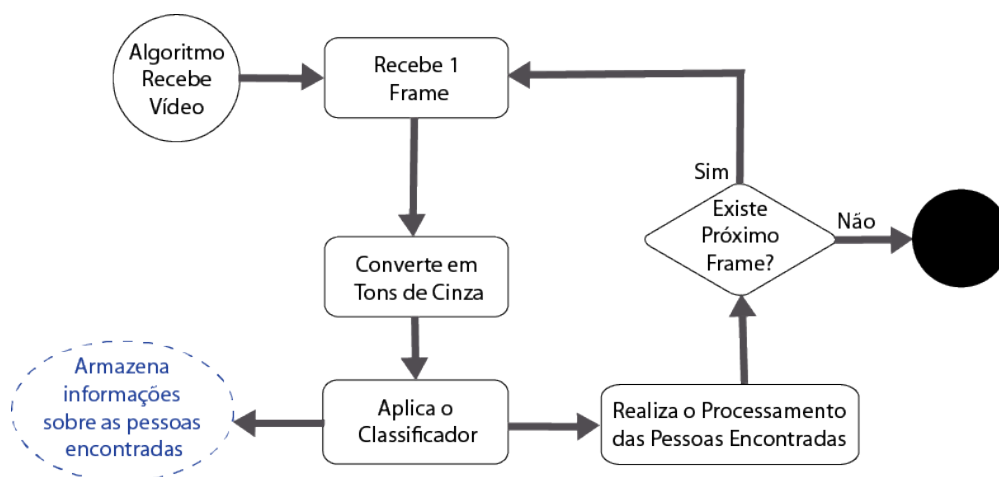 Algoritmo
Recebe
Vídeo
Recebe 1
Frame
Converte em
Tons de Cinza
Aplica o
Classificador
Armazena
informações
sobre as pessoas
encontradas
Realiza o Processamento
das Pessoas Encontradas
Existe
Próximo
Frame?
Sim
Não